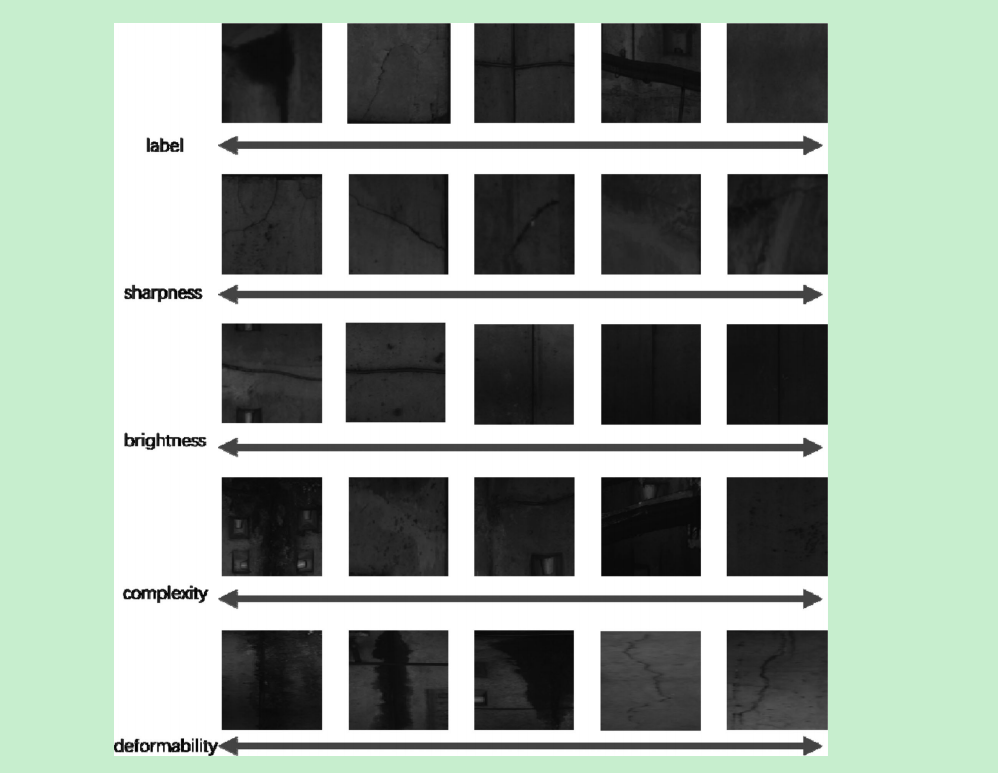 label
sharpness
brightness
complexity
deformability